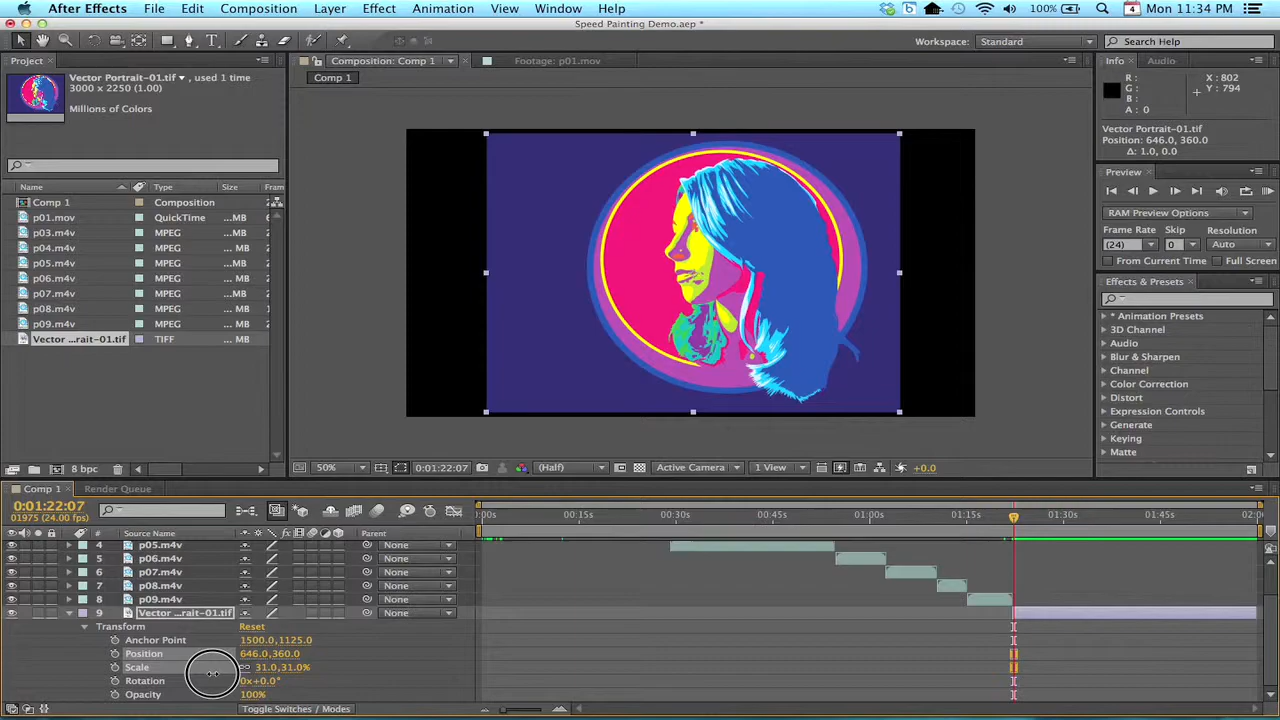 After Effects File Edit Composition Layer Effect Animation View Window Help 100% 4 Mon 11:34 PM
Speed Painting Demo.aep *
Workspace: Standard Search Help
Project
Vector Portrait-01.tif , used 1 time
3000 x 2250 (1.00)
Millions of Colors
Name Type Size Fram
Comp 1 Composition
p01.mov QuickTime ...MB 6
p03.m4v MPEG ... MB
p04.m4v MPEG ... MB
p05.m4v MPEG ...MB
p06.m4v MPEG ... MB
p07.m4v MPEG ...MB
p08.m4v MPEG ...MB 1
p09.m4v MPEG ...MB
Vector ...rait-01.tif TIFF ... MB
8 bpc
Composition: Comp 1 Footage: p01.mov
Comp 1
50% 0:01:22:07 (Half) Active Camera 1 View +0.0
Info Audio
R: X: 802
G: Y: 794
B:
A: 0
Vector Portrait-01.tif
Position: 646.0, 360.0
Δ: 1.0, 0.0
Preview
RAM Preview Options
Frame Rate Skip Resolution
(24) 0 Auto
From Current Time Full Screen
Effects & Presets
* Animation Presets
3D Channel
Audio
Blur & Sharpen
Channel
Color Correction
Distort
Expression Controls
Generate
Keying
Matte
Comp 1 Render Queue
0:01:22:07
01975 (24.00 fps)
:00s 00:15s 00:30s 00:45s 01:00s 01:15s 01:30s 01:45s 02:00
# Source Name fx Parent
4 p05.m4v None
5 p06.m4v None
6 p07.m4v None
7 p08.m4v None
8 p09.m4v None
9 Vector ...rait-01.tif None
Transform Reset
Anchor Point 1500.0,1125.0
Position 646.0,360.0
Scale 31.0,31.0%
Rotation 0x+0.0°
Opacity 100%
Toggle Switches / Modes